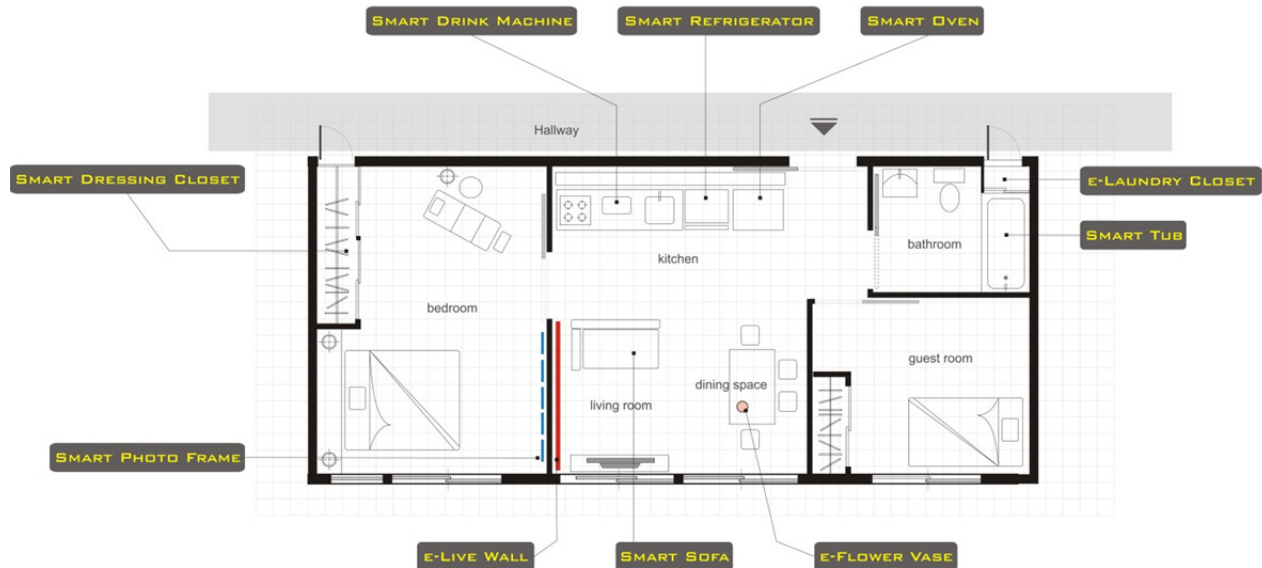 Smart Drink Machine
Smart Refrigerator
Smart Oven
Hallway
Smart Dressing Closet
e-Laundry Closet
Smart Tub
bathroom
kitchen
bedroom
guest room
dining space
living room
Smart Photo Frame
e-Live Wall
Smart Sofa
e-Flower Vase